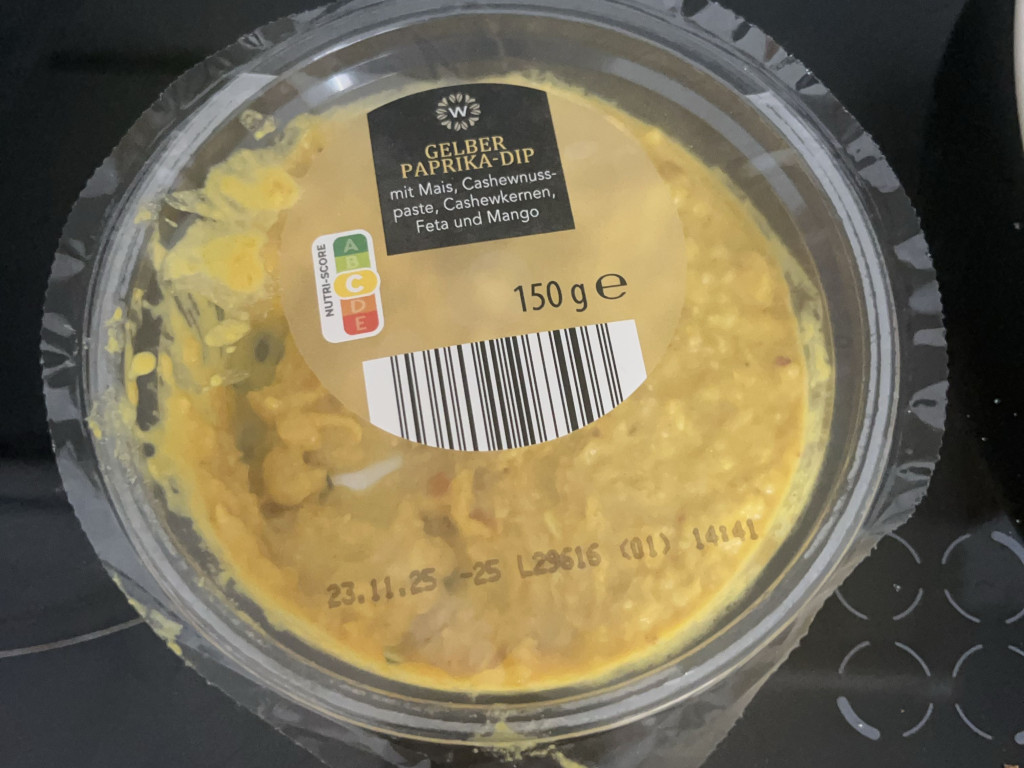 W
GELBER
PAPRIKA-DIP
mit Mais, Cashewnuss-
paste, Cashewkernen,
Feta und Mango
NUTRI-SCORE
A
B
C
D
E
150 g e
23.11.25 -25 L29616 (01) 14141